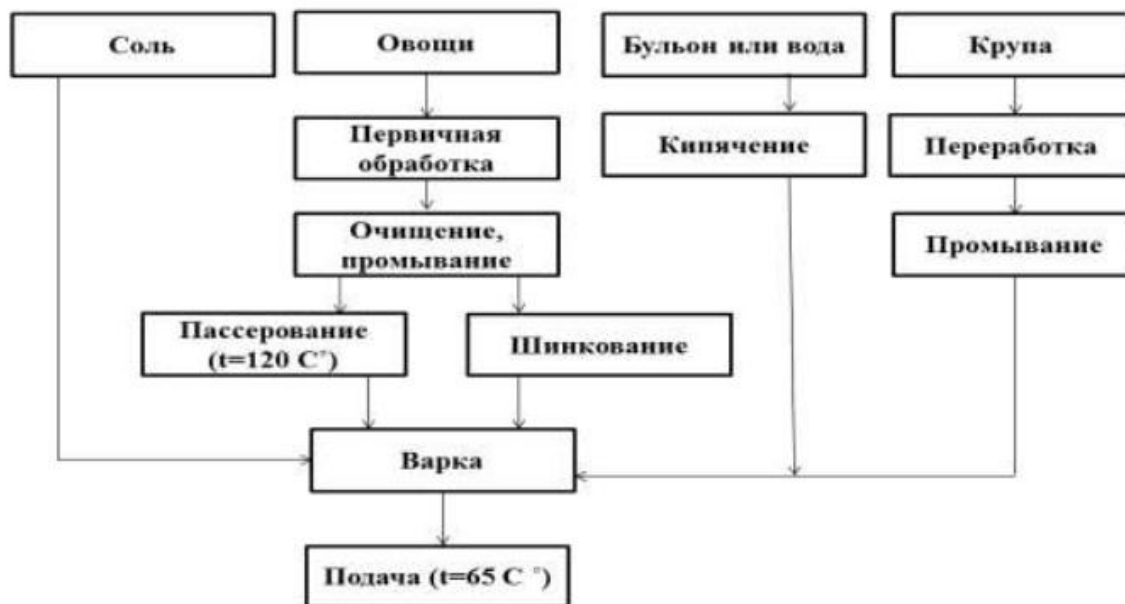 Соль
Овощи
Бульон или вода
Крупа
Первичная
обработка
Кипячение
Переработка
Очищение,
промывание
Промывание
Пассерование
(t=120 C˚)
Шинкование
Варка
Подача (t=65 C ˚)